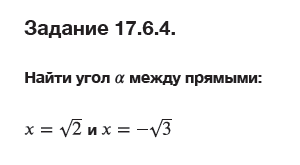 Задание 17.6.4.
Найти угол α между прямыми:
x = √2 и x = −√3